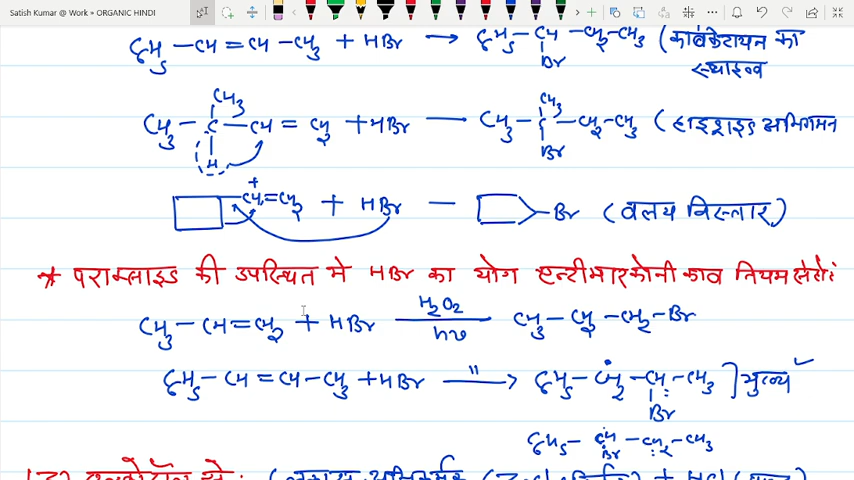 Satish Kumar @ Work » ORGANIC HINDI
C₆H₅ – CH = CH – CH₃ + HBr → C₆H₅ – CH – CH₂ – CH₃ (कार्बकेटायन का
Br स्थाइत्व
CH₃ CH₃
CH₃ – C – CH = CH₂ + HBr — CH₃ – C – CH₂ – CH₃ (हाइड्राइड अभिगमन
H Br
+
CH=CH₂ + HBr — Br (वलय विस्तार)
* पराक्साइड की उपस्थित मे HBr का योग एन्टीमारकोनी काव नियम से
H₂O₂
CH₃ – CH = CH₂ + HBr CH₃ – CH₂ – CH₂ – Br
hν
C₆H₅ – CH = CH – CH₃ + HBr —"→ C₆H₅ – CH₂ – CH – CH₃ ] मुख्य
Br
C₆H₅ – CH – CH₂ – CH₃
Br